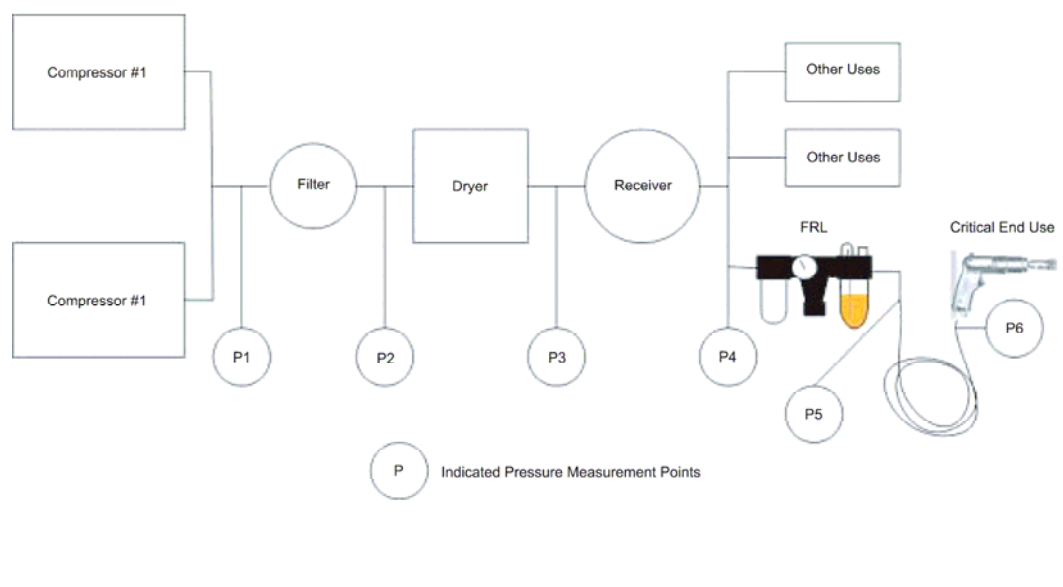 Compressor #1
Other Uses
Other Uses
Filter
Dryer
Receiver
FRL
Critical End Use
Compressor #1
P1
P2
P3
P4
P6
P5
P
Indicated Pressure Measurement Points